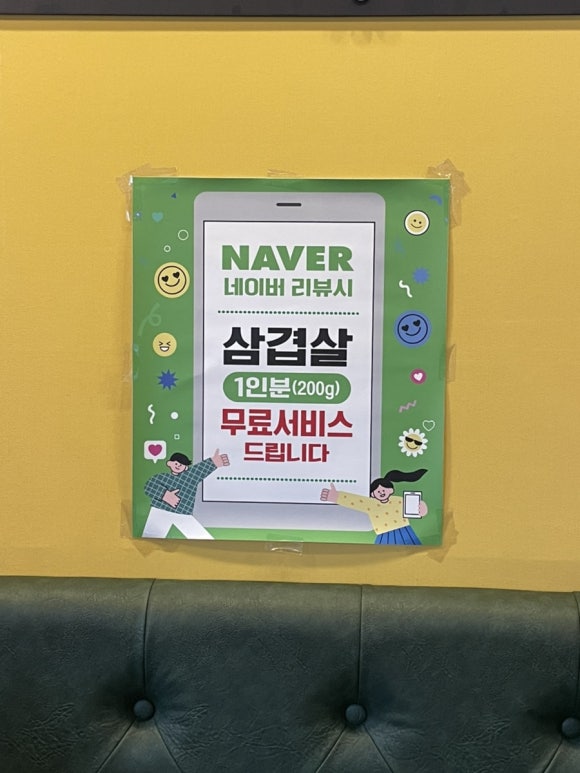 NAVER
네이버 리뷰시
삼겹살
1인분(200g)
무료서비스
드립니다